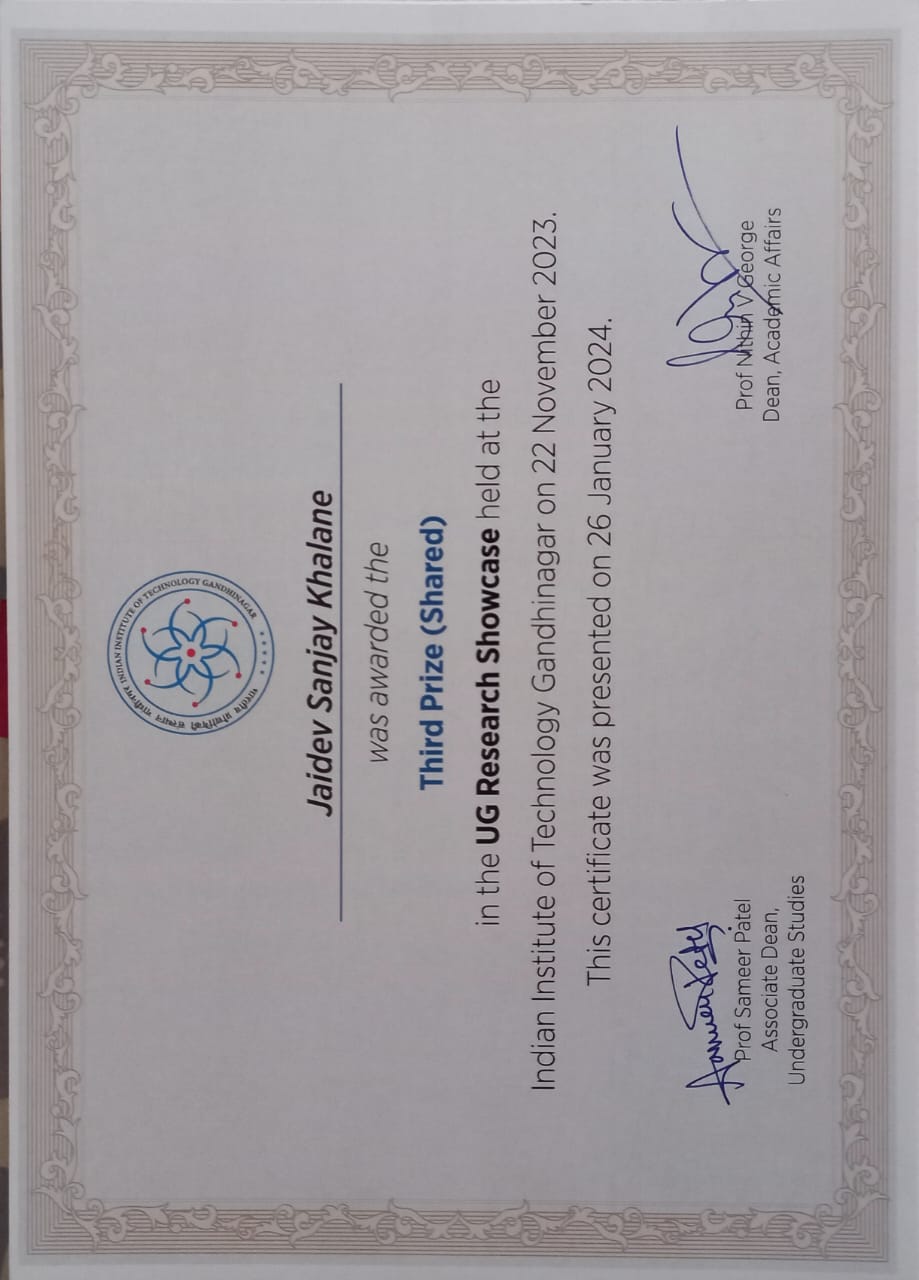 भारतीय प्रौद्योगिकी संस्थान गांधीनगर INDIAN INSTITUTE OF TECHNOLOGY GANDHINAGAR
Jaidev Sanjay Khalane
was awarded the
Third Prize (Shared)
in the UG Research Showcase held at the
Indian Institute of Technology Gandhinagar on 22 November 2023.
This certificate was presented on 26 January 2024.
Prof Sameer Patel
Associate Dean,
Undergraduate Studies
Prof Nithin V George
Dean, Academic Affairs